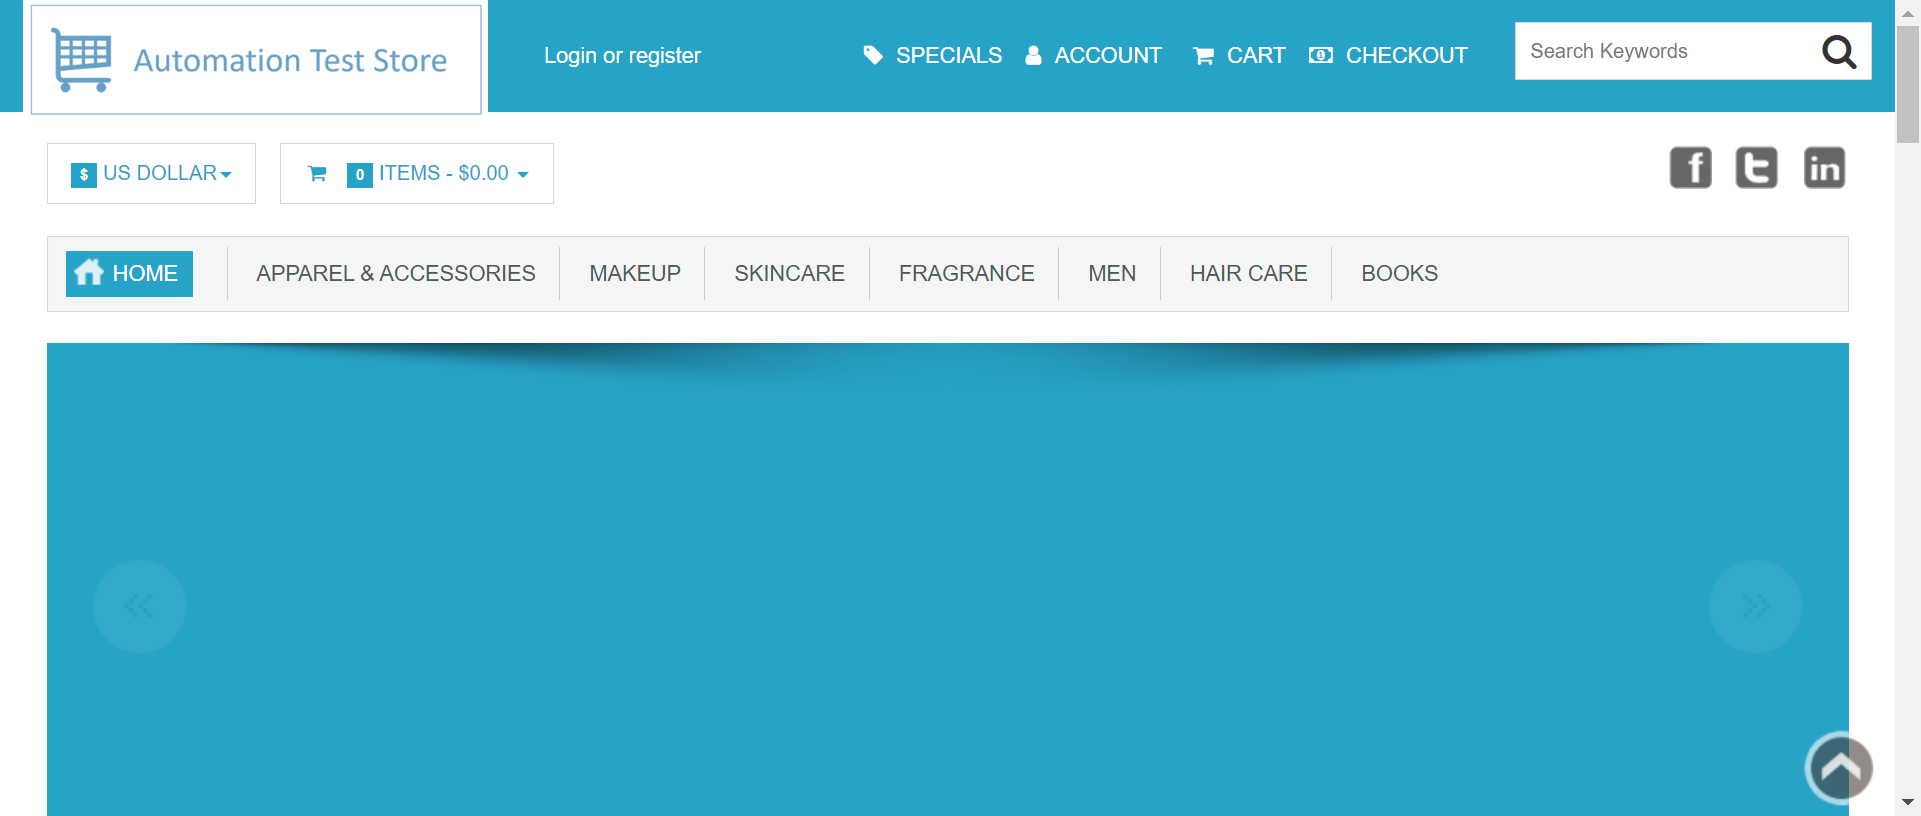 Automation Test Store
Login or register
SPECIALS
ACCOUNT
CART
CHECKOUT
Search Keywords
$ US DOLLAR
0 ITEMS - $0.00
f t in
HOME
APPAREL & ACCESSORIES
MAKEUP
SKINCARE
FRAGRANCE
MEN
HAIR CARE
BOOKS